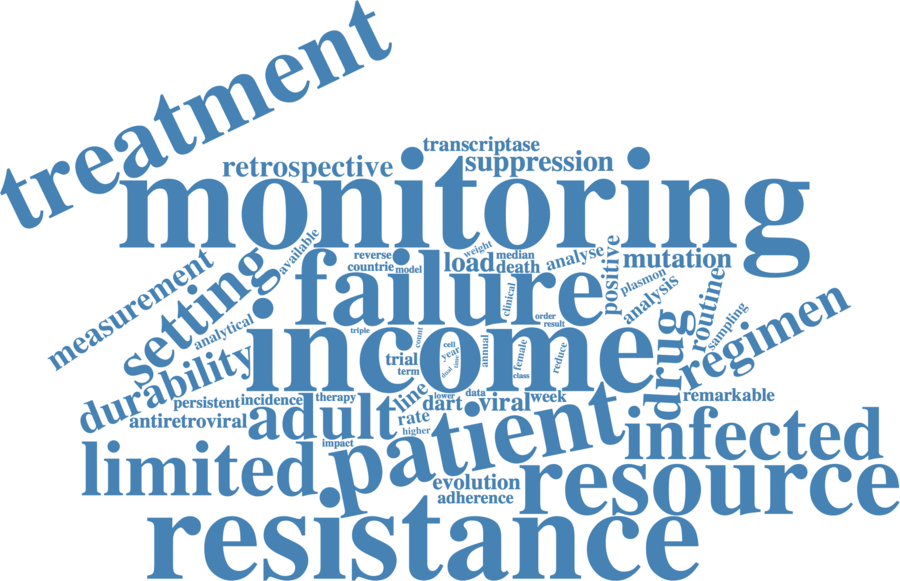 treatment
transcriptase
retrospective
suppression
monitoring
weight
available
reverse
median
analyse
positive
mutation
countrie
model
load
death
setting
failure
measurement
clinical
plasmon
analysis
routine
analytical
order
result
sampling
income
triple
count
cell
year
time
dual
annual
female
class
reduce
drug
regimen
durability
trial
term
persistent
incidence
therapy
line
lower
data
dart
viral
week
remarkable
antiretroviral
adult
rate
higher
impact
patient
infected
limited
evolution
adherence
resource
resistance